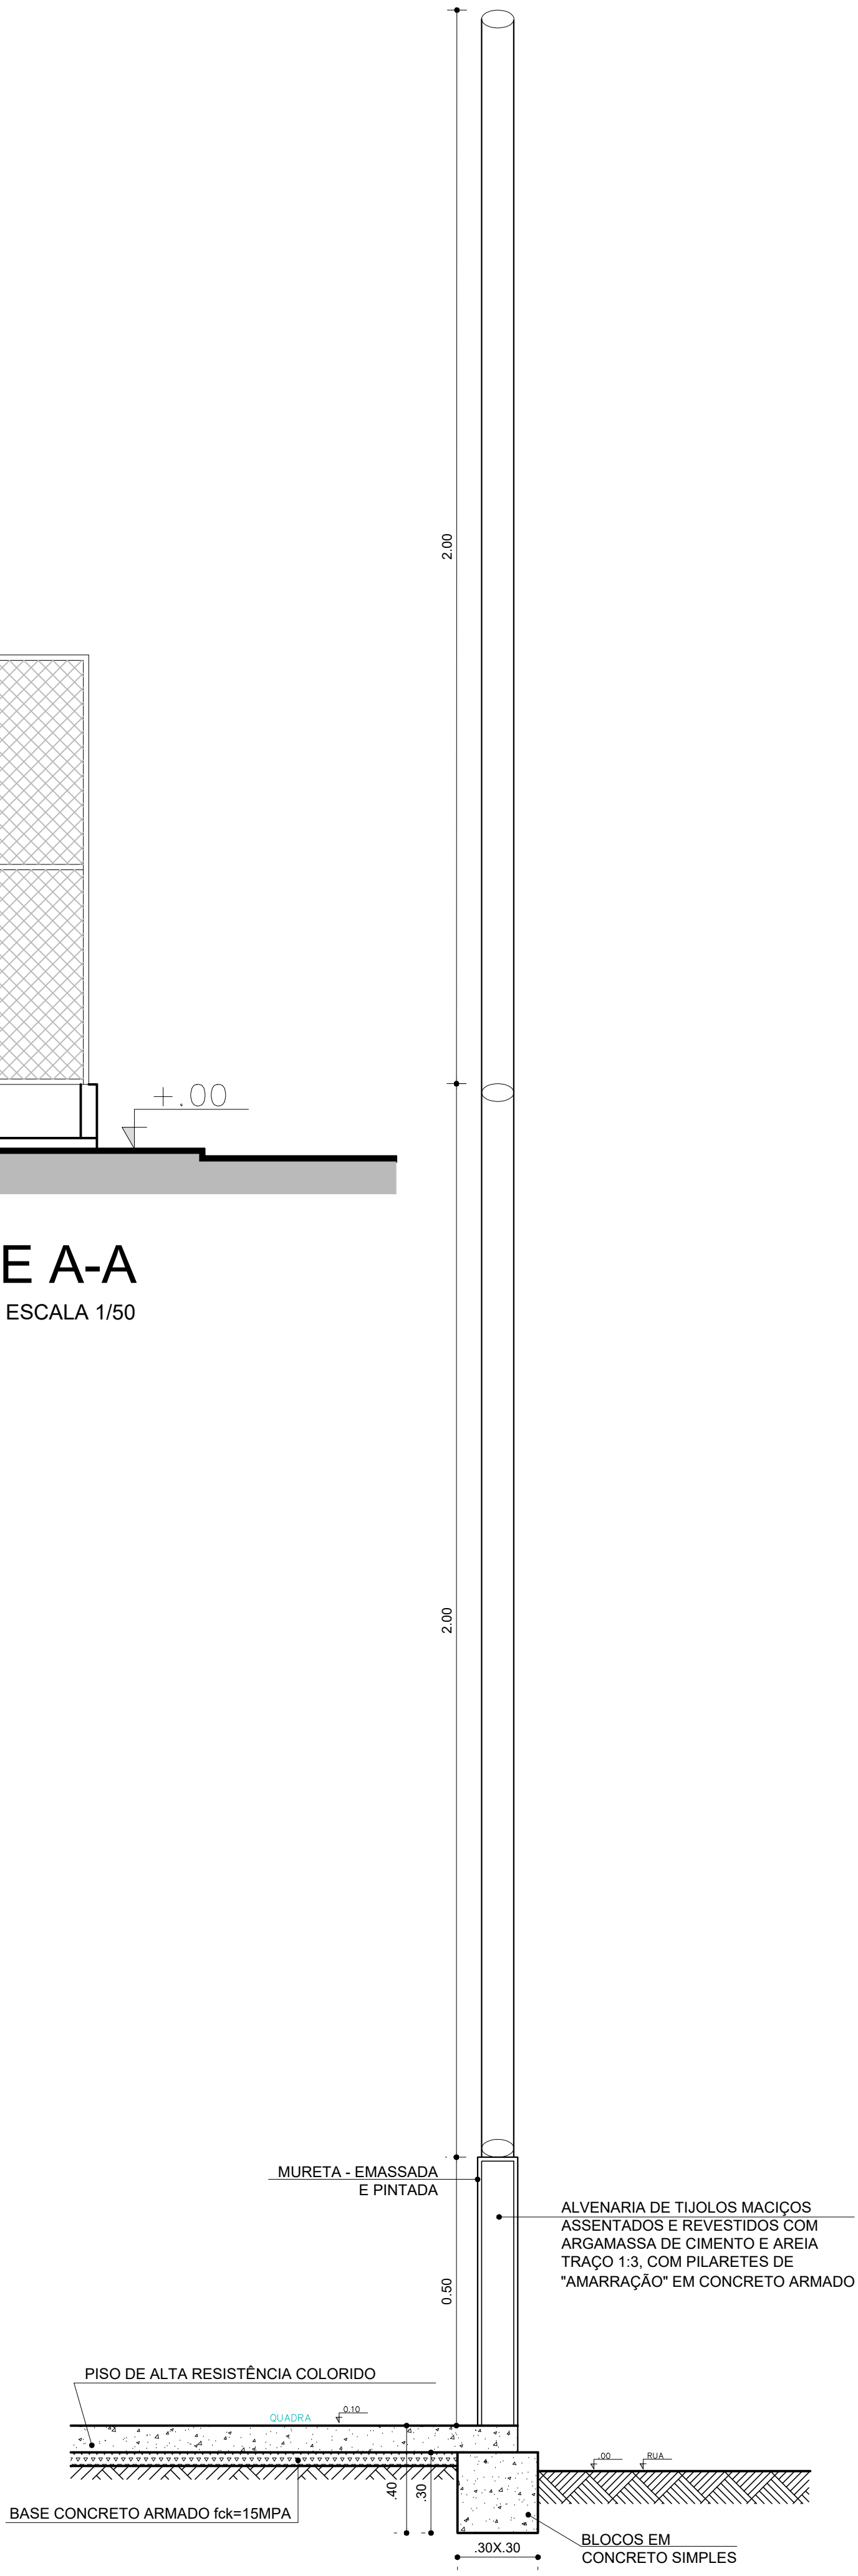 2.00
+.00
E A-A
ESCALA 1/50
2.00
MURETA - EMASSADA
E PINTADA
ALVENARIA DE TIJOLOS MACIÇOS
ASSENTADOS E REVESTIDOS COM
ARGAMASSA DE CIMENTO E AREIA
TRAÇO 1:3, COM PILARETES DE
"AMARRAÇÃO" EM CONCRETO ARMADO
0.50
PISO DE ALTA RESISTÊNCIA COLORIDO
QUADRA
0.10
.00
RUA
.40
.30
BASE CONCRETO ARMADO fck=15MPA
.30X.30
BLOCOS EM
CONCRETO SIMPLES